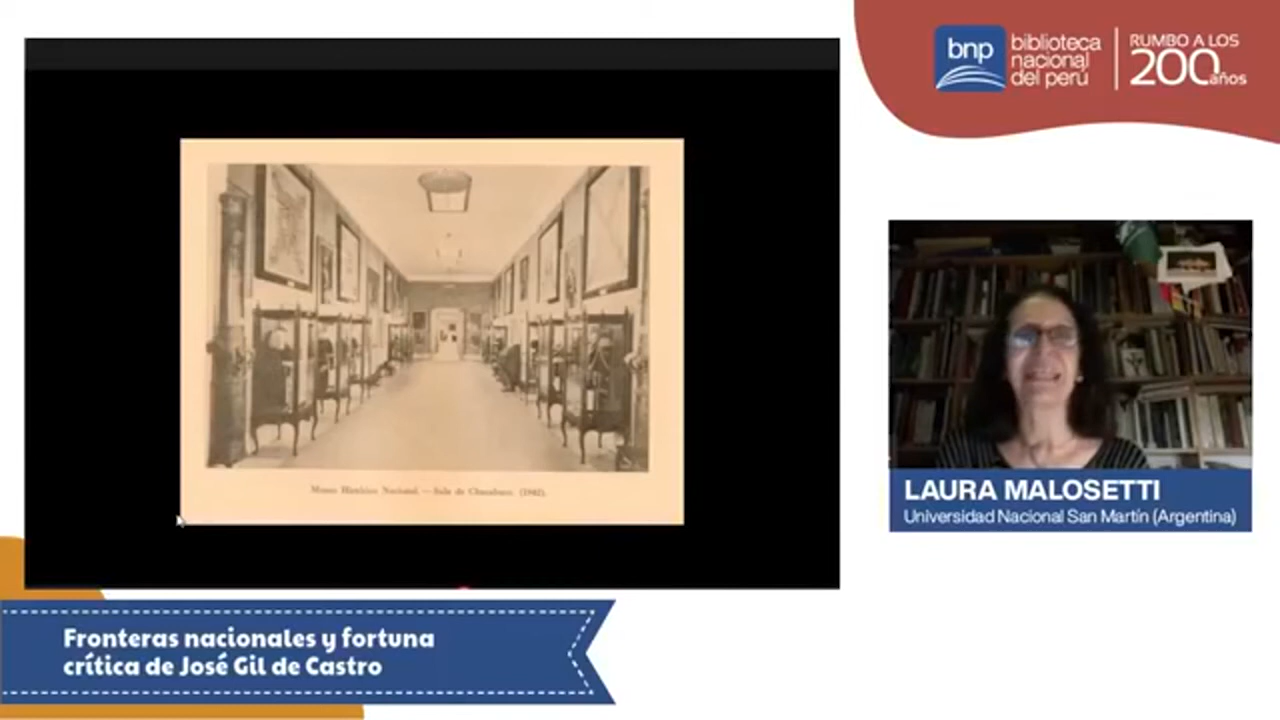 bnp
biblioteca
nacional
del perú
RUMBO A LOS
200 años
Museo Histórico Nacional. — Sala de Chacabuco. (1942).
LAURA MALOSETTI
Universidad Nacional San Martín (Argentina)
Fronteras nacionales y fortuna
crítica de José Gil de Castro